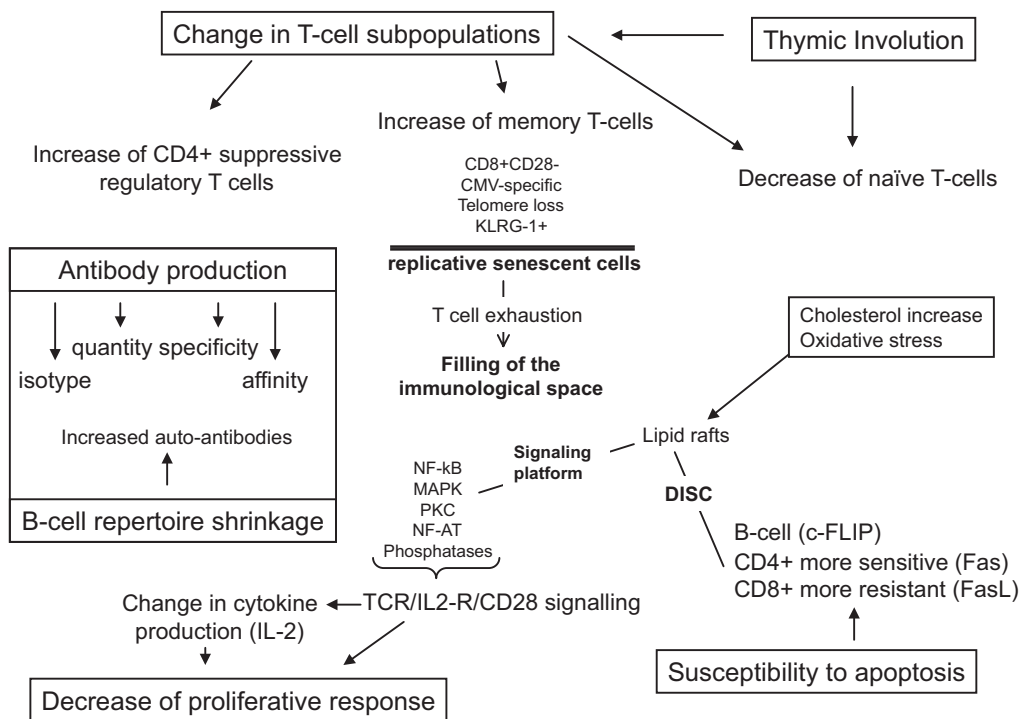 Change in T-cell subpopulations
Thymic Involution
Increase of memory T-cells
Increase of CD4+ suppressive
regulatory T cells
CD8+CD28-
CMV-specific
Telomere loss
KLRG-1+
Decrease of naïve T-cells
replicative senescent cells
T cell exhaustion
Filling of the
immunological space
Antibody production
quantity specificity
isotype affinity
Increased auto-antibodies
B-cell repertoire shrinkage
Cholesterol increase
Oxidative stress
Lipid rafts
Signaling
platform
NF-kB
MAPK
PKC
NF-AT
Phosphatases
DISC
B-cell (c-FLIP)
CD4+ more sensitive (Fas)
CD8+ more resistant (FasL)
Change in cytokine
production (IL-2)
TCR/IL2-R/CD28 signalling
Susceptibility to apoptosis
Decrease of proliferative response